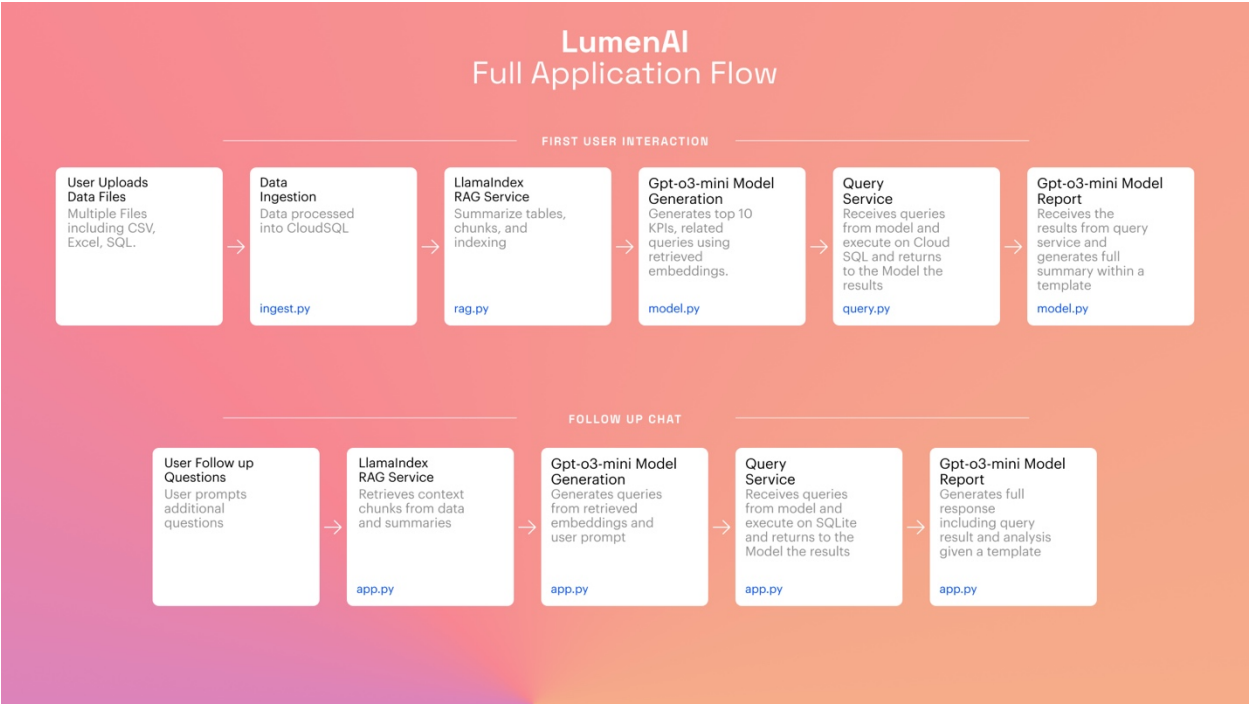 LumenAI
Full Application Flow
FIRST USER INTERACTION
User Uploads
Data Files
Multiple Files
including CSV,
Excel, SQL.
Data
Ingestion
Data processed
into CloudSQL
ingest.py
LlamaIndex
RAG Service
Summarize tables,
chunks, and
indexing
rag.py
Gpt-o3-mini Model
Generation
Generates top 10
KPIs, related
queries using
retrieved
embeddings.
model.py
Query
Service
Receives queries
from model and
execute on Cloud
SQL and returns
to the Model the
results
query.py
Gpt-o3-mini Model
Report
Receives the
results from query
service and
generates full
summary within a
template
model.py
FOLLOW UP CHAT
User Follow up
Questions
User prompts
additional
questions
LlamaIndex
RAG Service
Retrieves context
chunks from data
and summaries
app.py
Gpt-o3-mini Model
Generation
Generates queries
from retrieved
embeddings and
user prompt
app.py
Query
Service
Receives queries
from model and
execute on SQLite
and returns to the
Model the results
app.py
Gpt-o3-mini Model
Report
Generates full
response
including query
result and analysis
given a template
app.py